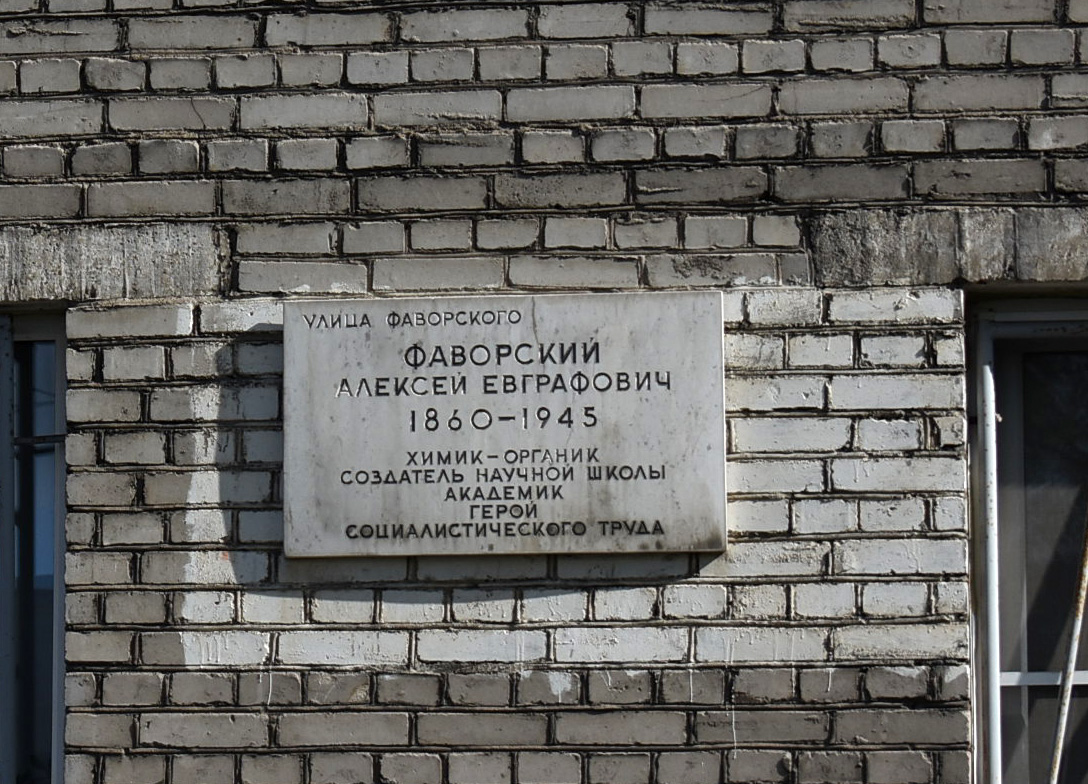 УЛИЦА ФАВОРСКОГО
ФАВОРСКИЙ
АЛЕКСЕЙ ЕВГРАФОВИЧ
1860–1945
ХИМИК–ОРГАНИК
СОЗДАТЕЛЬ НАУЧНОЙ ШКОЛЫ
АКАДЕМИК
ГЕРОЙ
СОЦИАЛИСТИЧЕСКОГО ТРУДА